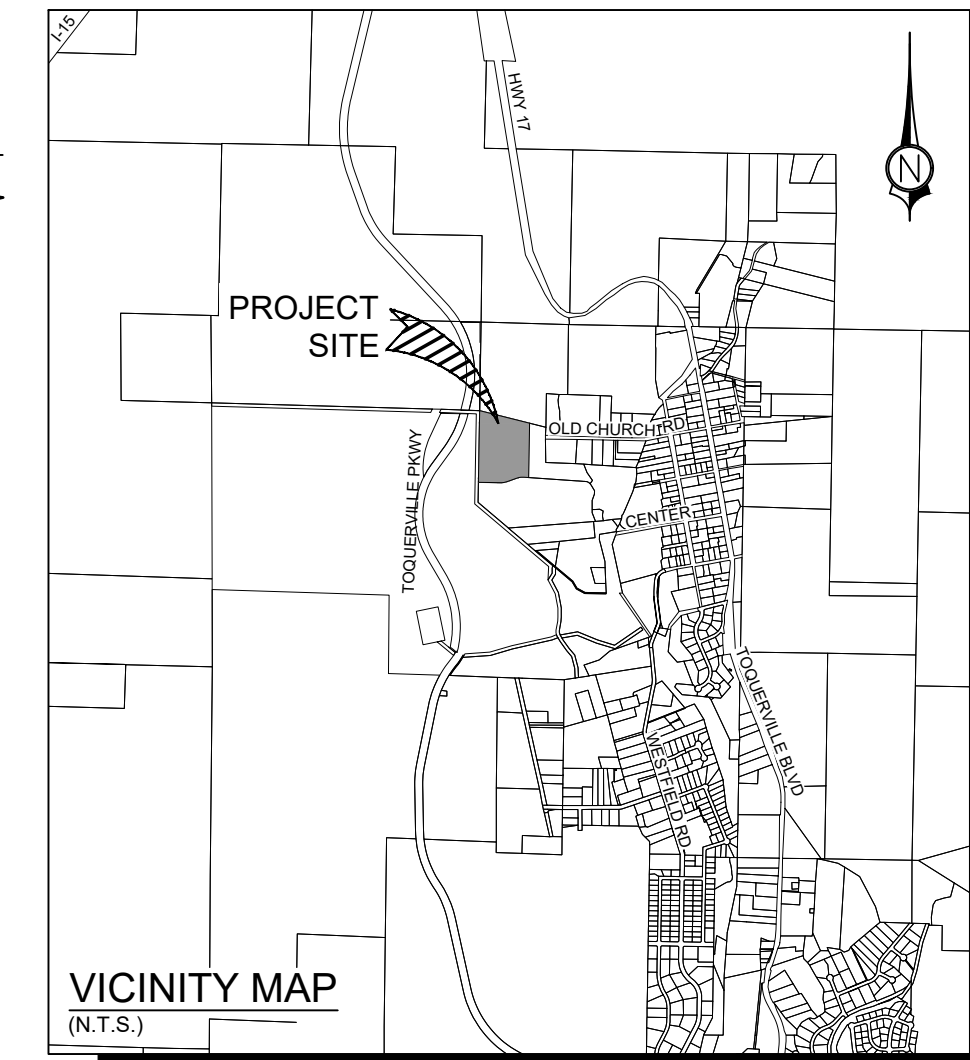 I-15
HWY 17
N
PROJECT
SITE
OLD CHURCH RD
TOQUERVILLE PKWY
CENTER
TOQUERVILLE BLVD
WESTFIELD RD
VICINITY MAP
(N.T.S.)